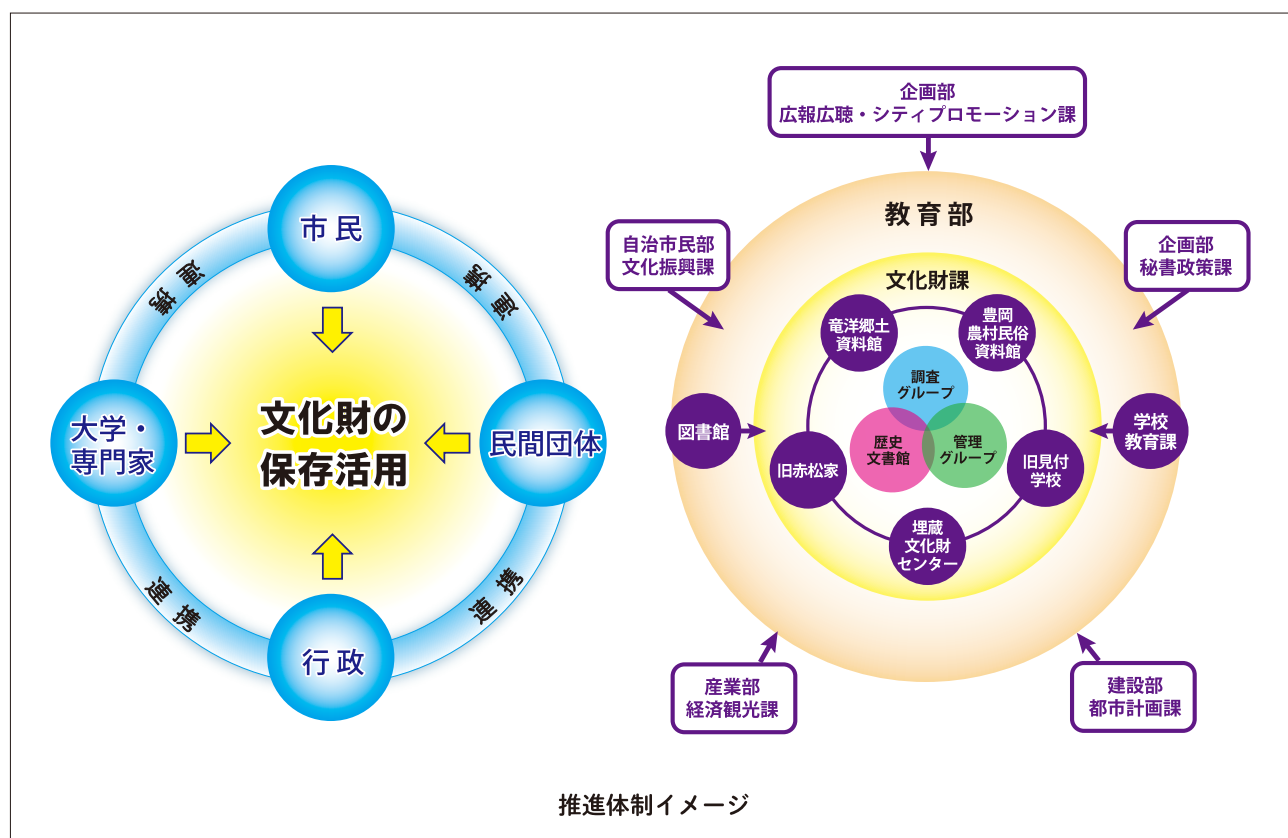 市民
連携
連携
大学・
専門家
文化財の
保存活用
民間団体
連携
連携
行政
企画部
広報広聴・シティプロモーション課
教育部
自治市民部
文化振興課
企画部
秘書政策課
文化財課
竜洋郷土
資料館
豊岡
農村民俗
資料館
調査
グループ
図書館
歴史
文書館
管理
グループ
学校
教育課
旧赤松家
旧見付
学校
埋蔵
文化財
センター
産業部
経済観光課
建設部
都市計画課
推進体制イメージ